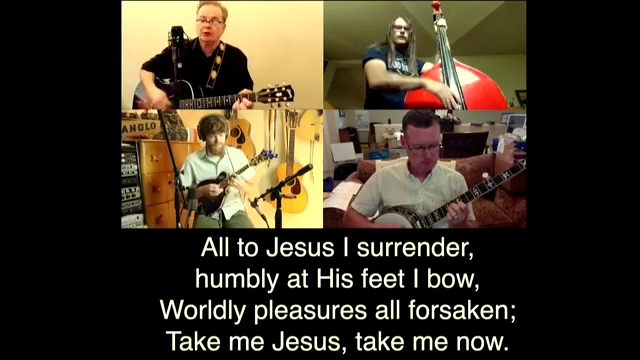 ANGLO
All to Jesus I surrender,
humbly at His feet I bow,
Worldly pleasures all forsaken;
Take me Jesus, take me now.